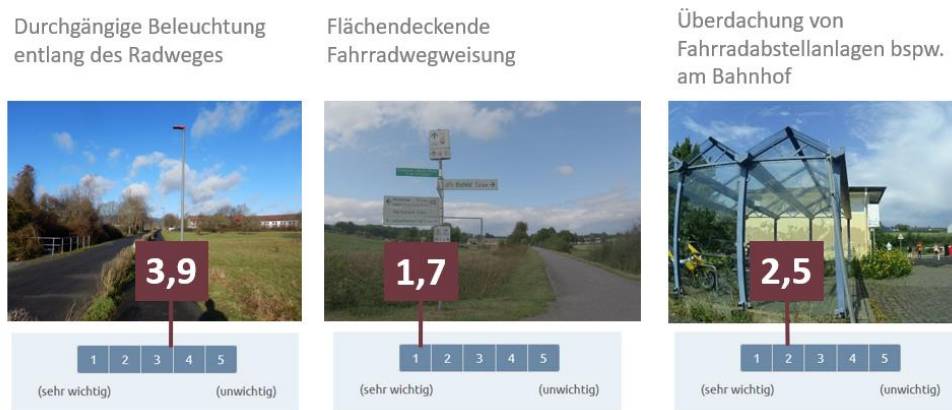 Durchgängige Beleuchtung
entlang des Radweges
3,9
1 2 3 4 5
(sehr wichtig) (unwichtig)
Flächendeckende
Fahrradwegweisung
1,7
1 2 3 4 5
(sehr wichtig) (unwichtig)
Überdachung von
Fahrradabstellanlagen bspw.
am Bahnhof
2,5
1 2 3 4 5
(sehr wichtig) (unwichtig)